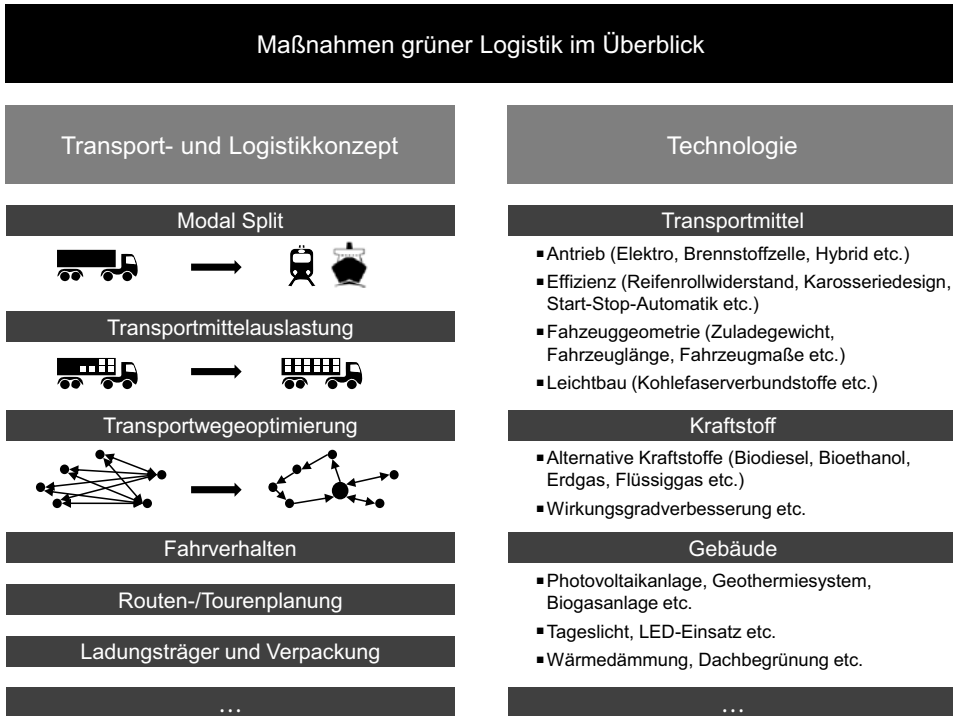 Maßnahmen grüner Logistik im Überblick
Transport- und Logistikkonzept
Modal Split
Transportmittelauslastung
Transportwegeoptimierung
Fahrverhalten
Routen-/Tourenplanung
Ladungsträger und Verpackung
...
Technologie
Transportmittel
▪Antrieb (Elektro, Brennstoffzelle, Hybrid etc.)
▪Effizienz (Reifenrollwiderstand, Karosseriedesign,
Start-Stop-Automatik etc.)
▪Fahzeuggeometrie (Zuladegewicht,
Fahrzeuglänge, Fahrzeugmaße etc.)
▪Leichtbau (Kohlefaserverbundstoffe etc.)
Kraftstoff
▪Alternative Kraftstoffe (Biodiesel, Bioethanol,
Erdgas, Flüssiggas etc.)
▪Wirkungsgradverbesserung etc.
Gebäude
▪Photovoltaikanlage, Geothermiesystem,
Biogasanlage etc.
▪Tageslicht, LED-Einsatz etc.
▪Wärmedämmung, Dachbegrünung etc.
...